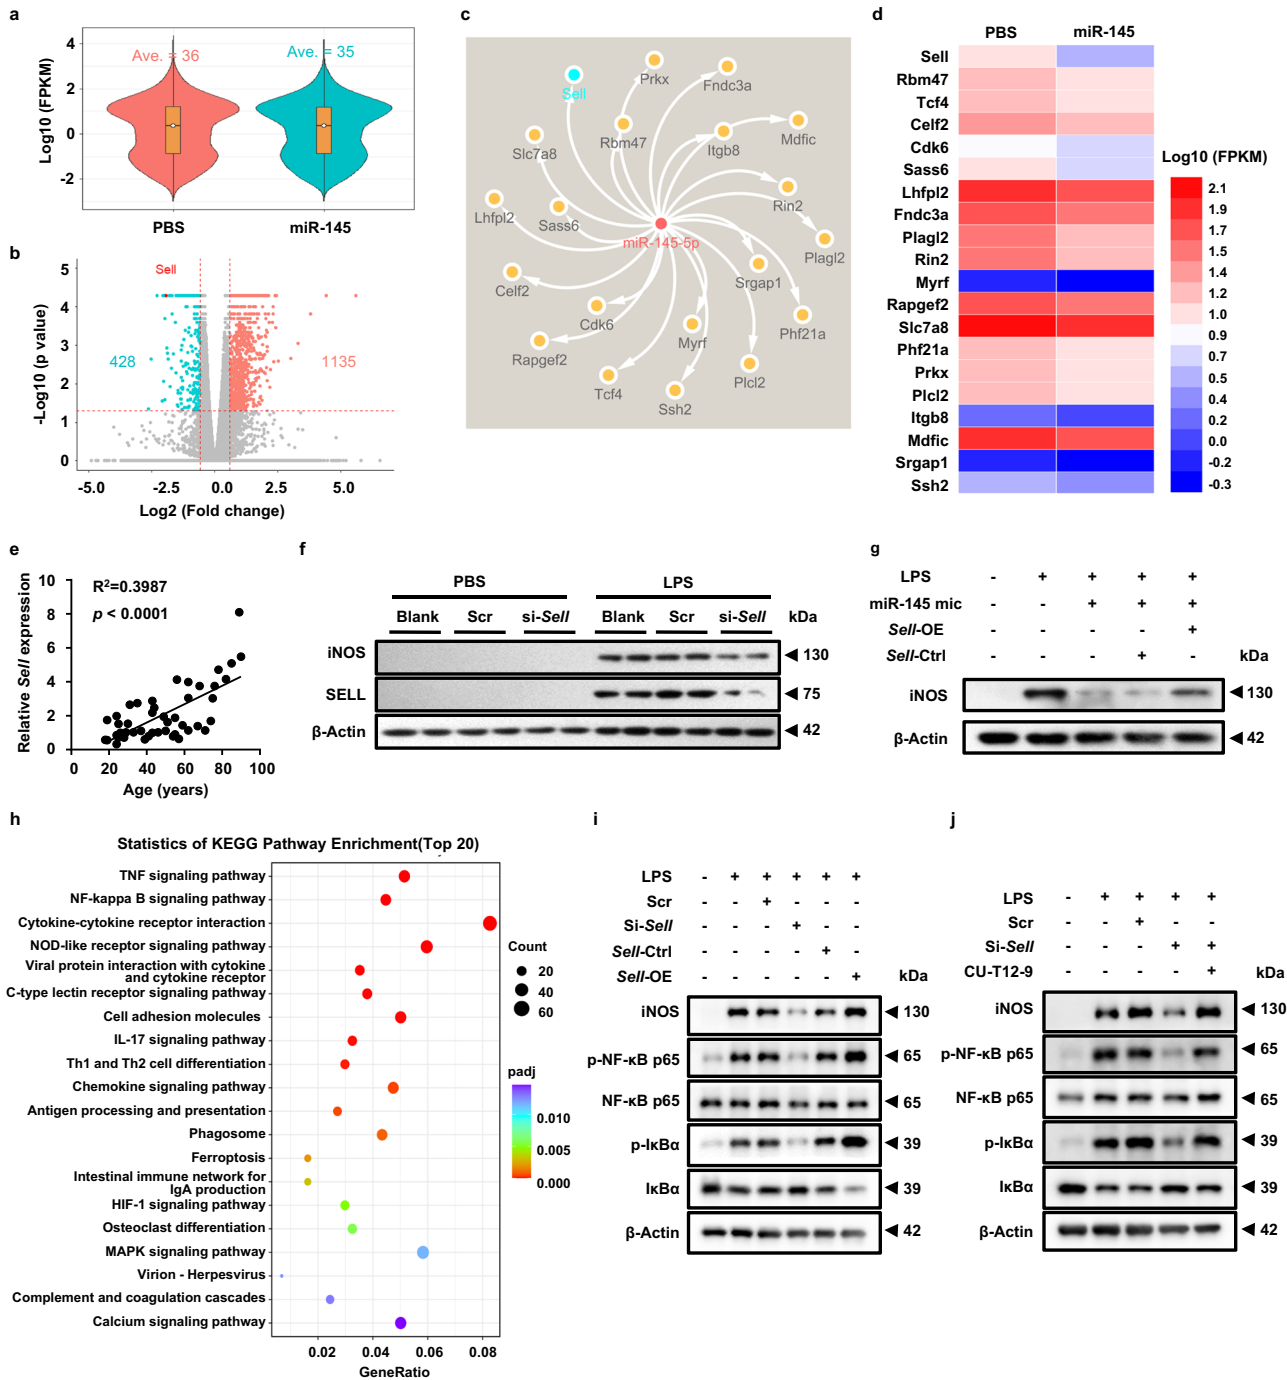 a
Log10 (FPKM)
4
2
0
-2
Ave. = 36
Ave. = 35
PBS
miR-145
b
-Log10 (p value)
5
4
3
2
1
0
Sell
428
1135
-5.0
-2.5
0.0
2.5
5.0
Log2 (Fold change)
c
Sell
Prkx
Fndc3a
Rbm47
Mdfic
Slc7a8
Itgb8
Rin2
Lhfpl2
Sass6
miR-145-5p
Plagl2
Celf2
Srgap1
Cdk6
Phf21a
Rapgef2
Myrf
Tcf4
Plcl2
Ssh2
d
PBS
miR-145
Sell
Rbm47
Tcf4
Celf2
Cdk6
Sass6
Lhfpl2
Fndc3a
Plagl2
Rin2
Myrf
Rapgef2
Slc7a8
Phf21a
Prkx
Plcl2
Itgb8
Mdfic
Srgap1
Ssh2
Log10 (FPKM)
2.1
1.9
1.7
1.5
1.4
1.2
1.0
0.9
0.7
0.5
0.4
0.2
0.0
-0.2
-0.3
e
Relative Sell expression
R²=0.3987
p < 0.0001
10
8
6
4
2
0
0
20
40
60
80
100
Age (years)
f
PBS
LPS
Blank
Scr
si-Sell
Blank
Scr
si-Sell
kDa
iNOS
130
SELL
75
β-Actin
42
g
LPS - + + + +
miR-145 mic - - + + +
Sell-OE - - - - +
Sell-Ctrl - - - + -
kDa
iNOS
130
β-Actin
42
h
Statistics of KEGG Pathway Enrichment(Top 20)
TNF signaling pathway
NF-kappa B signaling pathway
Cytokine-cytokine receptor interaction
NOD-like receptor signaling pathway
Viral protein interaction with cytokine
and cytokine receptor
C-type lectin receptor signaling pathway
Cell adhesion molecules
IL-17 signaling pathway
Th1 and Th2 cell differentiation
Chemokine signaling pathway
Antigen processing and presentation
Phagosome
Ferroptosis
Intestinal immune network for
IgA production
HIF-1 signaling pathway
Osteoclast differentiation
MAPK signaling pathway
Virion - Herpesvirus
Complement and coagulation cascades
Calcium signaling pathway
0.02
0.04
0.06
0.08
GeneRatio
Count
20
40
60
padj
0.010
0.005
0.000
i
LPS - + + + + +
Scr - - + - - -
Si-Sell - - - + - -
Sell-Ctrl - - - - + -
Sell-OE - - - - - +
kDa
iNOS
130
p-NF-κB p65
65
NF-κB p65
65
p-IκBα
39
IκBα
39
β-Actin
42
j
LPS - + + + +
Scr - - + - -
Si-Sell - - - + +
CU-T12-9 - - - - +
kDa
iNOS
130
p-NF-κB p65
65
NF-κB p65
65
p-IκBα
39
IκBα
39
β-Actin
42